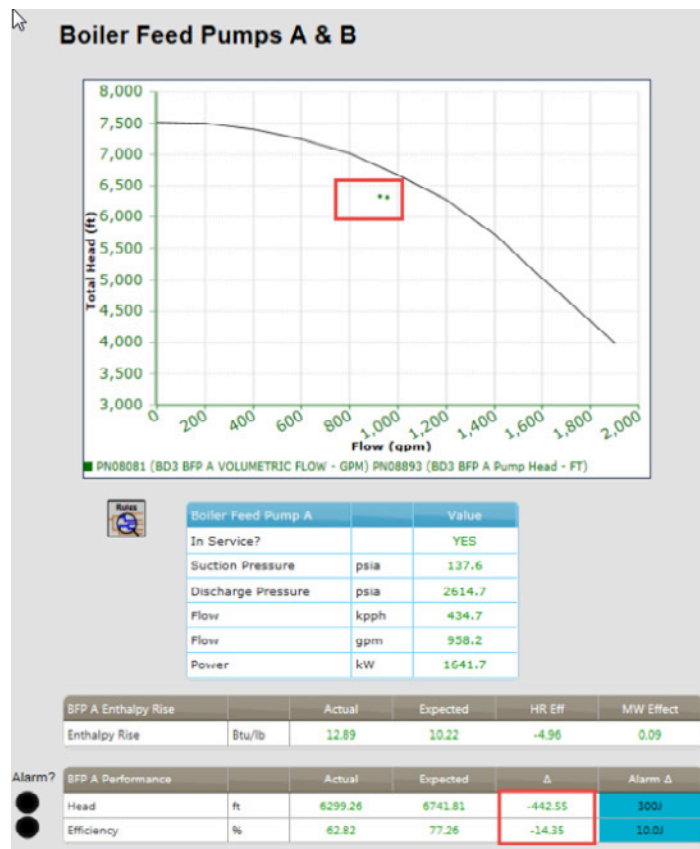 Boiler Feed Pumps A & B
8,000
7,500
7,000
6,500
6,000
5,500
5,000
4,500
4,000
3,500
3,000
Total Head (ft)
0 200 400 600 800 1,000 1,200 1,400 1,600 1,800 2,000
Flow (gpm)
PN08081 (BD3 BFP A VOLUMETRIC FLOW - GPM) PN08893 (BD3 BFP A Pump Head - FT)
Rules
Boiler Feed Pump A Value
In Service? YES
Suction Pressure psia 137.6
Discharge Pressure psia 2614.7
Flow kpph 434.7
Flow gpm 958.2
Power kW 1641.7
BFP A Enthalpy Rise Actual Expected HR Eff MW Effect
Enthalpy Rise Btu/lb 12.89 10.22 -4.96 0.09
Alarm? BFP A Performance Actual Expected Δ Alarm Δ
Head ft 6299.26 6741.81 -442.55
Efficiency % 62.82 77.26 -14.35